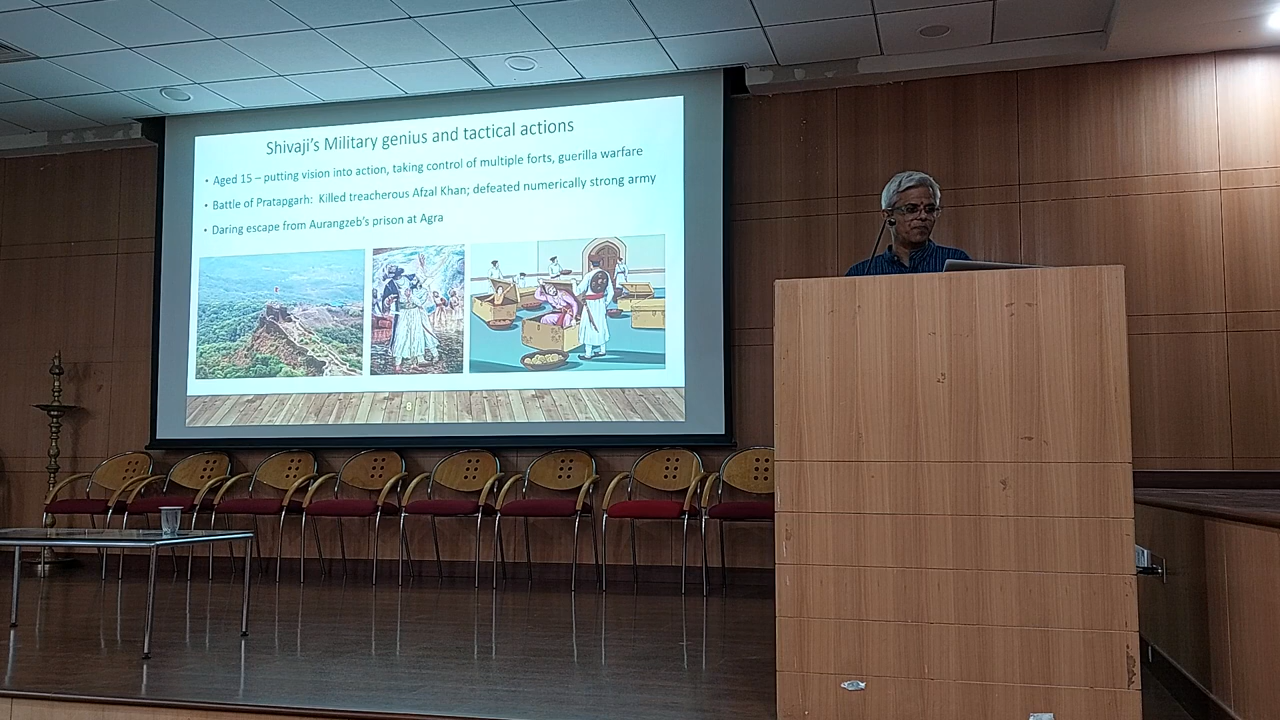 Shivaji's Military genius and tactical actions
• Aged 15 – putting vision into action, taking control of multiple forts, guerilla warfare
• Battle of Pratapgarh: Killed treacherous Afzal Khan; defeated numerically strong army
• Daring escape from Aurangzeb's prison at Agra
8